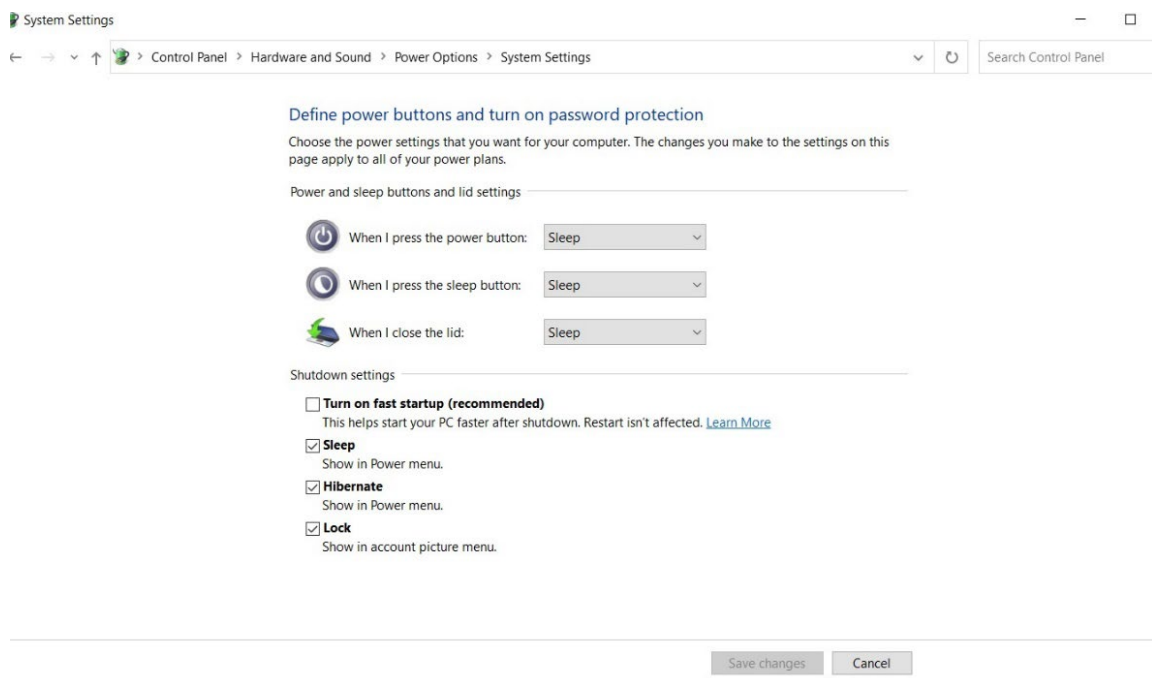 System Settings
Control Panel > Hardware and Sound > Power Options > System Settings
Search Control Panel
Define power buttons and turn on password protection
Choose the power settings that you want for your computer. The changes you make to the settings on this
page apply to all of your power plans.
Power and sleep buttons and lid settings
When I press the power button: Sleep
When I press the sleep button: Sleep
When I close the lid: Sleep
Shutdown settings
Turn on fast startup (recommended)
This helps start your PC faster after shutdown. Restart isn't affected. Learn More
Sleep
Show in Power menu.
Hibernate
Show in Power menu.
Lock
Show in account picture menu.
Save changes Cancel